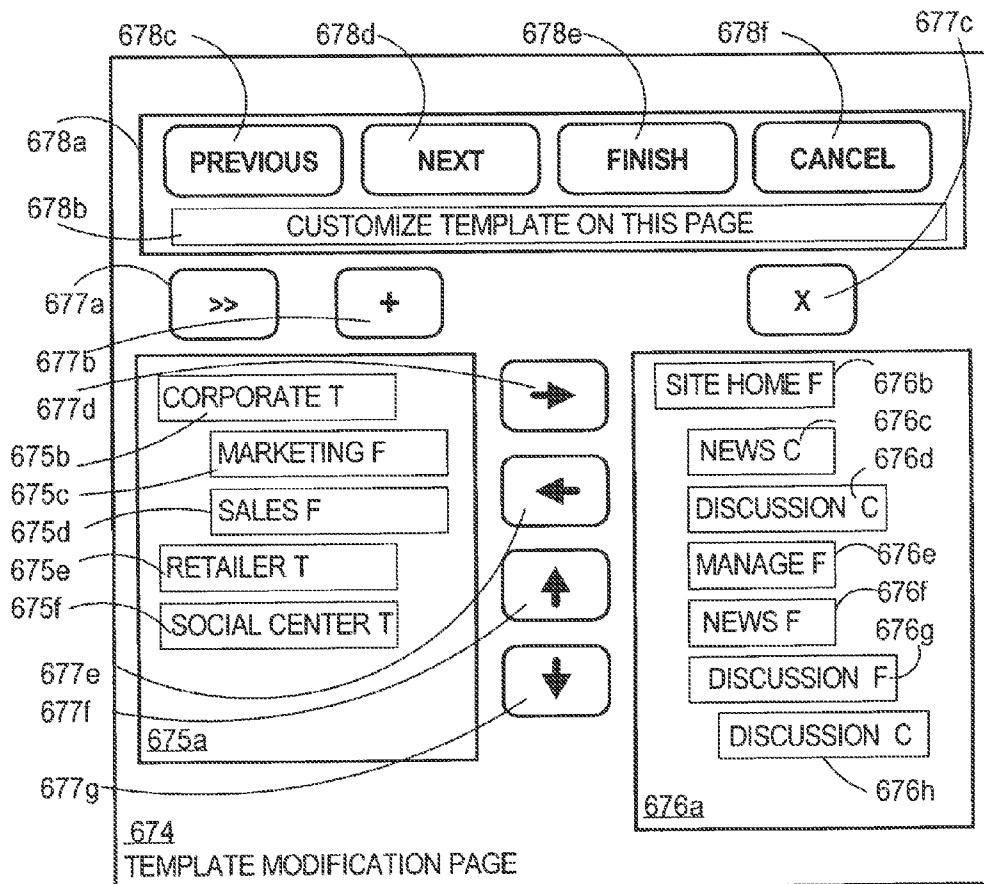 678c 678d 678e 678f 677c
678a
PREVIOUS NEXT FINISH CANCEL
678b
CUSTOMIZE TEMPLATE ON THIS PAGE
677a
>> + X
677b
677d
CORPORATE T
675b
MARKETING F
675c
SALES F
675d
RETAILER T
675e
SOCIAL CENTER T
675f
677e
677f
675a
677g
SITE HOME F
676b
676c
NEWS C
676d
DISCUSSION C
MANAGE F
676e
676f
NEWS F
676g
DISCUSSION F
DISCUSSION C
676h
676a
674
TEMPLATE MODIFICATION PAGE